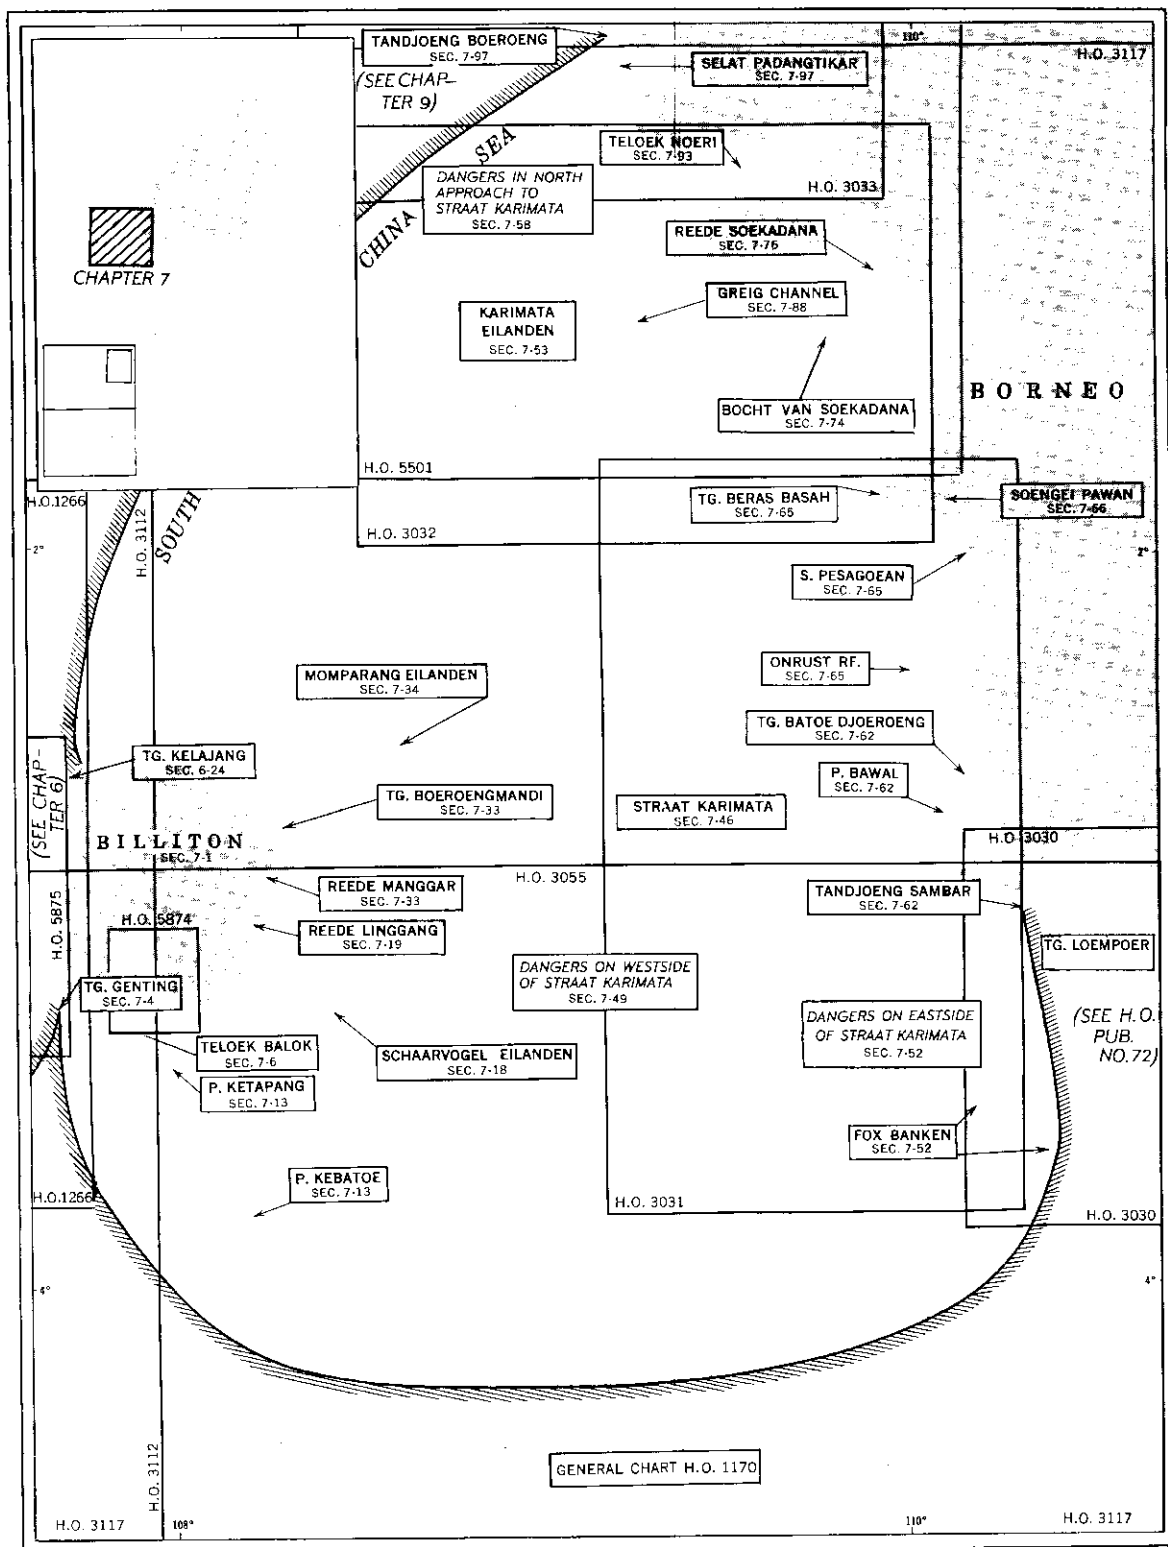 TANDJOENG BOEROENG
SEC. 7-97
110°
H.O. 3117
SELAT PADANGTIKAR
SEC. 7-97
(SEE CHAP-
TER 9)
TELOEK NOERI
SEC. 7-93
H.O. 3033
DANGERS IN NORTH
APPROACH TO
STRAAT KARIMATA
SEC. 7-58
SOUTH CHINA SEA
REEDE SOEKADANA
SEC. 7-76
CHAPTER 7
GREIG CHANNEL
SEC. 7-88
KARIMATA
EILANDEN
SEC. 7-53
BORNEO
BOCHT VAN SOEKADANA
SEC. 7-74
H.O. 5501
H.O.1266
H.O. 3112
TG. BERAS BASAH
SEC. 7-65
SOENGEI PAWAN
SEC. 7-66
H.O. 3032
2°
2°
S. PESAGOEAN
SEC. 7-65
MOMPARANG EILANDEN
SEC. 7-34
ONRUST RF.
SEC. 7-65
TG. BATOE DJOEROENG
SEC. 7-62
TG. KELAJANG
SEC. 6-24
(SEE CHAP-
TER 6)
P. BAWAL
SEC. 7-62
TG. BOEROENGMANDI
SEC. 7-33
STRAAT KARIMATA
SEC. 7-46
BILLITON
SEC. 7-1
H.O. 3030
H.O. 3055
REEDE MANGGAR
SEC. 7-33
TANDJOENG SAMBAR
SEC. 7-62
H.O. 5875
H.O. 5874
REEDE LINGGANG
SEC. 7-19
TG. LOEMPOER
DANGERS ON WESTSIDE
OF STRAAT KARIMATA
SEC. 7-49
TG. GENTING
SEC. 7-4
DANGERS ON EASTSIDE
OF STRAAT KARIMATA
SEC. 7-52
(SEE H.O.
PUB.
NO.72)
TELOEK BALOK
SEC. 7-6
SCHAARVOGEL EILANDEN
SEC. 7-18
P. KETAPANG
SEC. 7-13
FOX BANKEN
SEC. 7-52
P. KEBATOE
SEC. 7-13
H.O.1266
H.O. 3031
H.O. 3030
4°
4°
GENERAL CHART H.O. 1170
H.O. 3112
H.O. 3117
108°
110°
H.O. 3117